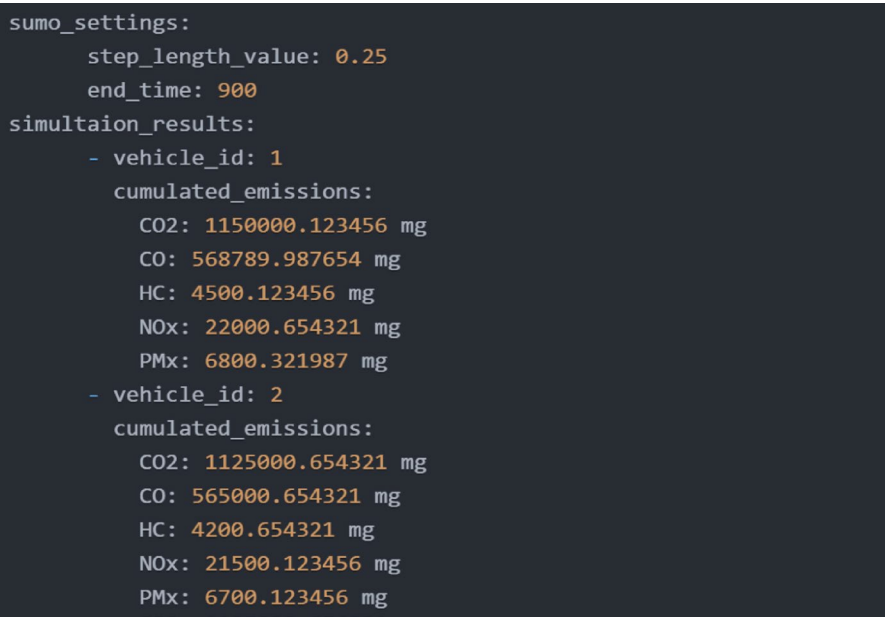 sumo_settings:
step_length_value: 0.25
end_time: 900
simultaion_results:
- vehicle_id: 1
cumulated_emissions:
CO2: 1150000.123456 mg
CO: 568789.987654 mg
HC: 4500.123456 mg
NOx: 22000.654321 mg
PMx: 6800.321987 mg
- vehicle_id: 2
cumulated_emissions:
CO2: 1125000.654321 mg
CO: 565000.654321 mg
HC: 4200.654321 mg
NOx: 21500.123456 mg
PMx: 6700.123456 mg